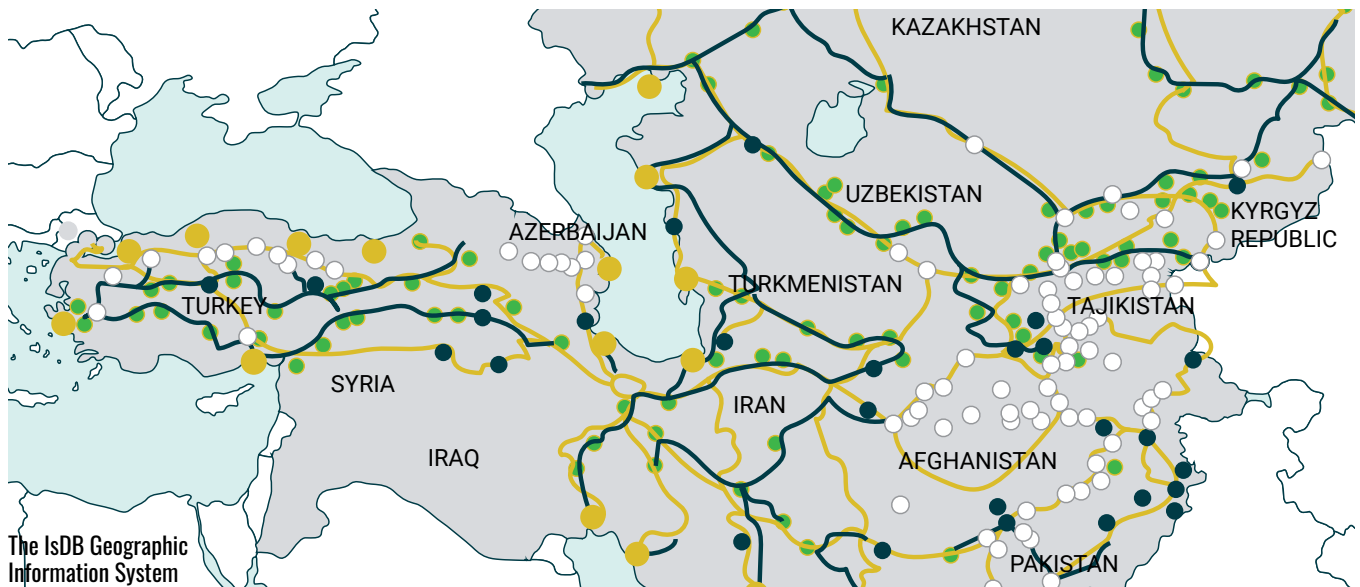 KAZAKHSTAN
UZBEKISTAN
KYRGYZ
REPUBLIC
AZERBAIJAN
TURKMENISTAN
TURKEY
TAJIKISTAN
SYRIA
IRAN
IRAQ
AFGHANISTAN
PAKISTAN
The IsDB Geographic
Information System